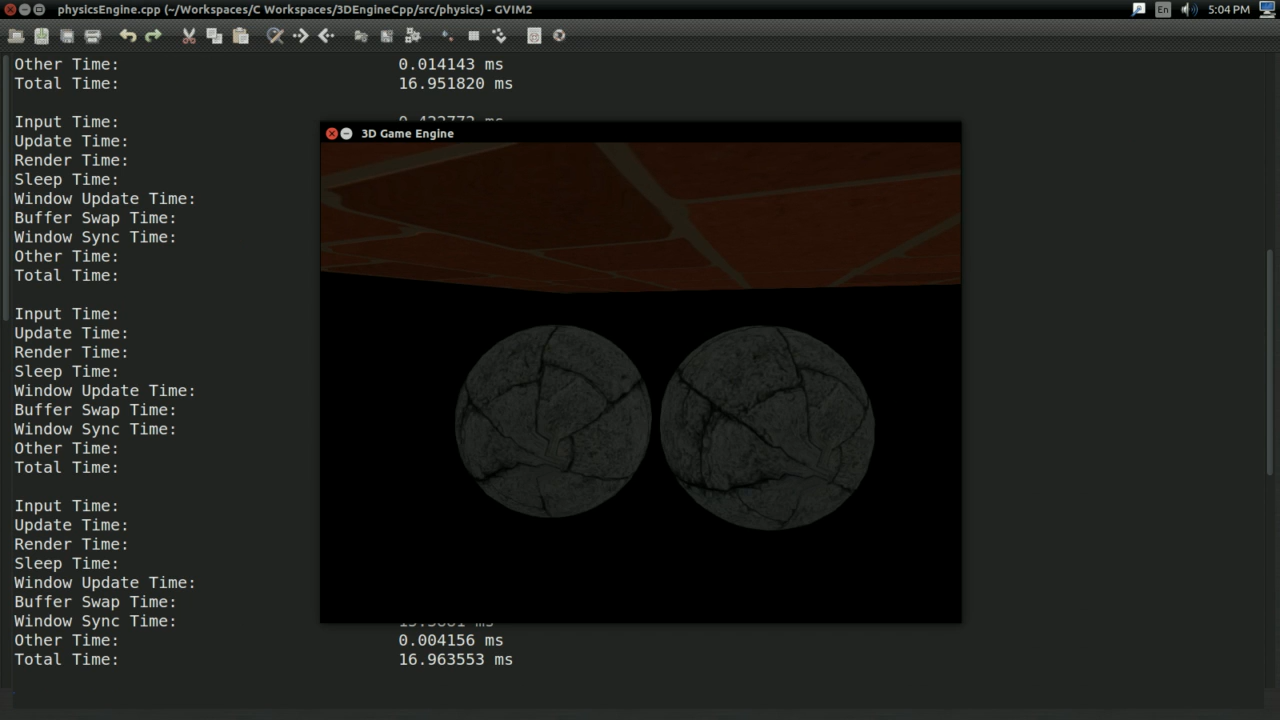 physicsEngine.cpp (~/Workspaces/C Workspaces/3DEngineCpp/src/physics) - GVIM2
En
5:04 PM
Other Time: 0.014143 ms
Total Time: 16.951820 ms
Input Time:
Update Time:
Render Time:
Sleep Time:
Window Update Time:
Buffer Swap Time:
Window Sync Time:
Other Time:
Total Time:
3D Game Engine
Input Time:
Update Time:
Render Time:
Sleep Time:
Window Update Time:
Buffer Swap Time:
Window Sync Time:
Other Time:
Total Time:
Input Time:
Update Time:
Render Time:
Sleep Time:
Window Update Time:
Buffer Swap Time:
Window Sync Time:
Other Time: 0.004156 ms
Total Time: 16.963553 ms